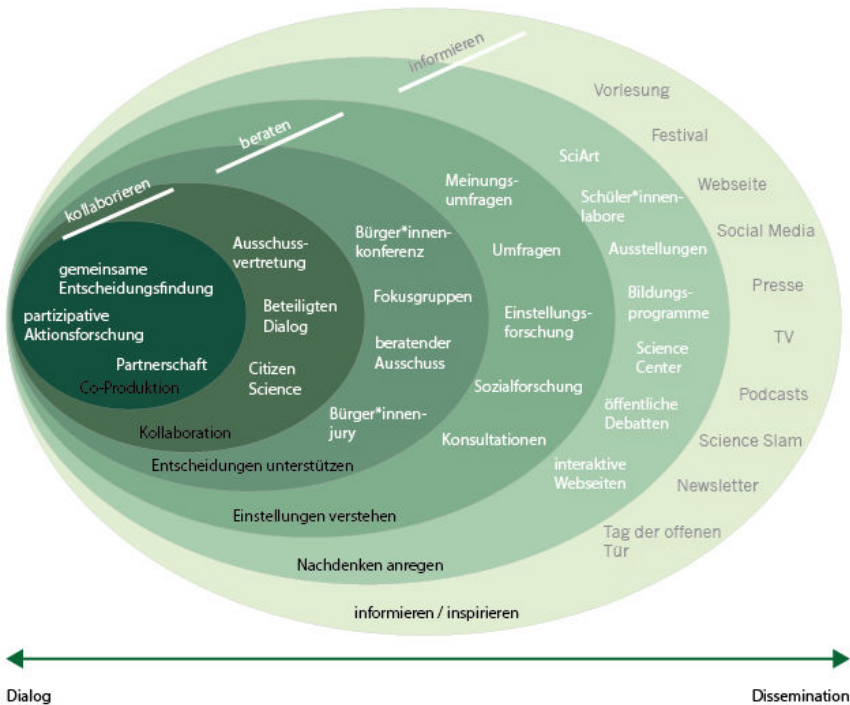 informieren
beraten
kollaborieren
gemeinsame
Entscheidungsfindung
partizipative
Aktionsforschung
Partnerschaft
Co-Produktion
Ausschuss-
vertretung
Beteiligten
Dialog
Citizen
Science
Kollaboration
Bürger*innen-
konferenz
Fokusgruppen
beratender
Ausschuss
Bürger*innen-
jury
Entscheidungen unterstützen
Meinungs-
umfragen
Umfragen
Einstellungs-
forschung
Sozialforschung
Konsultationen
Einstellungen verstehen
SciArt
Schüler*innen-
labore
Ausstellungen
Bildungs-
programme
Science
Center
öffentliche
Debatten
interaktive
Webseiten
Nachdenken anregen
Vorlesung
Festival
Webseite
Social Media
Presse
TV
Podcasts
Science Slam
Newsletter
Tag der offenen
Tür
informieren / inspirieren
Dialog
Dissemination